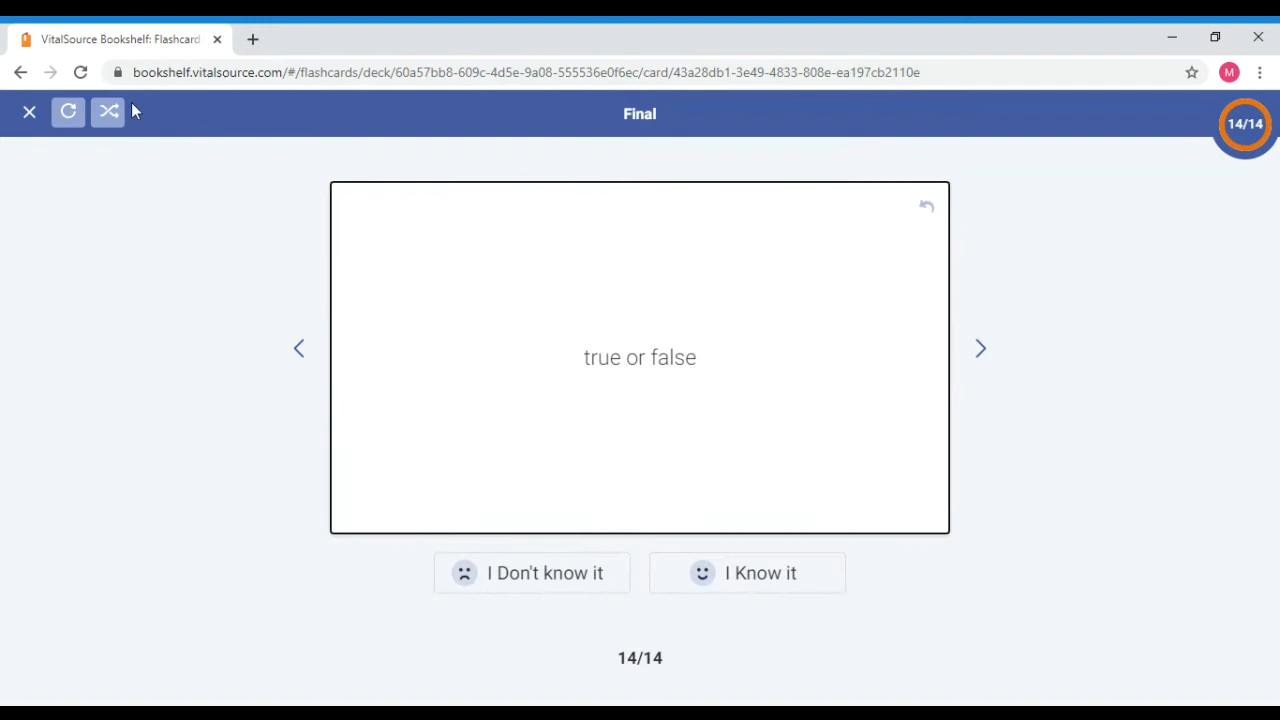 VitalSource Bookshelf: Flashcard
bookshelf.vitalsource.com/#/flashcards/deck/60a57bb8-609c-4d5e-9a08-555536e0f6ec/card/43a28db1-3e49-4833-808e-ea197cb2110e
M
Final
14/14
true or false
I Don't know it
I Know it
14/14